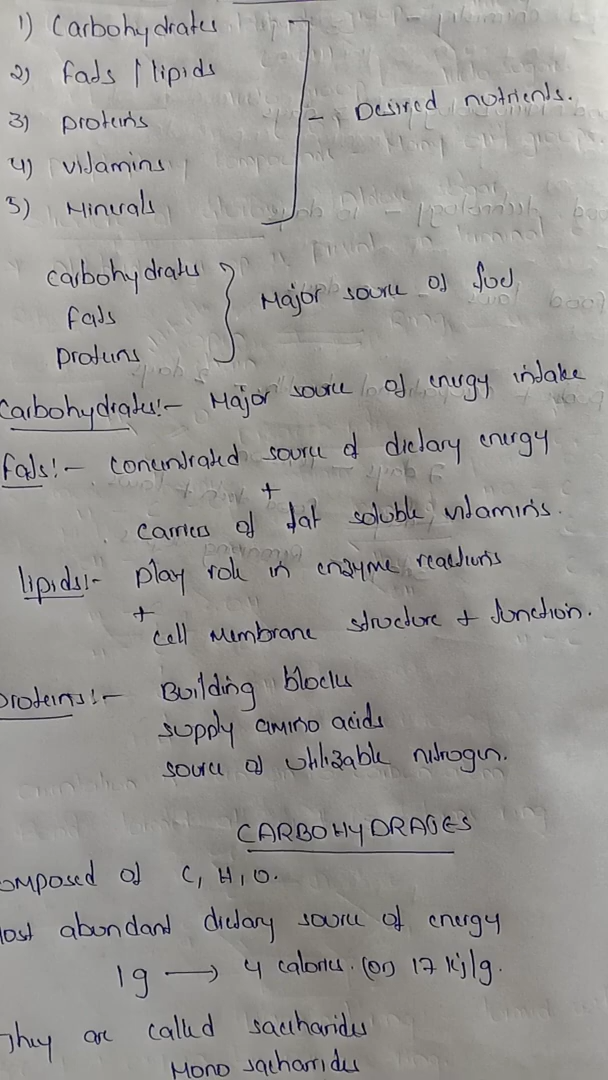 1) Carbohydrates
2) fats / lipids
3) proteins
4) vitamins
5) Minerals
- Desired nutrients.
carbohydrates
fats
proteins
Major source of fuel
Carbohydrates:- Major source of energy intake
fats:- concentrated source of dietary energy
+
carries of fat soluble vitamins.
lipids:- play role in enzyme reactions
+
cell Membrane structure + function.
proteins:- Building blocks
supply amino acids
source of utilizable nitrogen.
CARBOHYDRATES
omposed of C, H, O.
ost abundant dietary source of energy
1g → 4 calories. (or) 17 kj/g.
They are called saccharides
Mono sacharrides